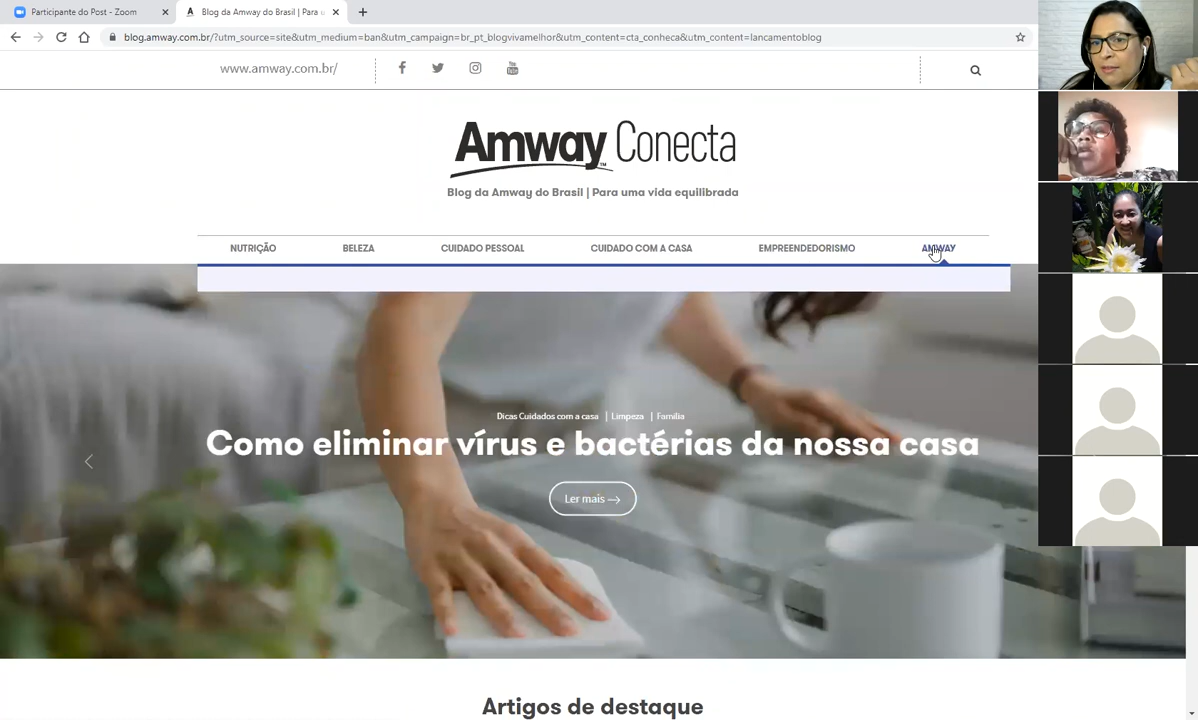 Participante do Post - Zoom
Blog da Amway do Brasil | Para u
blog.amway.com.br/?utm_source=site&utm_medium=ban&utm_campaign=br_pt_blogvivamelhor&utm_content=cta_conheca&utm_content=lancamentoblog
www.amway.com.br/
You Tube
Amway Conecta
TM
Blog da Amway do Brasil | Para uma vida equilibrada
NUTRIÇÃO BELEZA CUIDADO PESSOAL CUIDADO COM A CASA EMPREENDEDORISMO AMWAY
Dicas Cuidados com a casa | Limpeza | Família
Como eliminar vírus e bactérias da nossa casa
Ler mais
Artigos de destaque